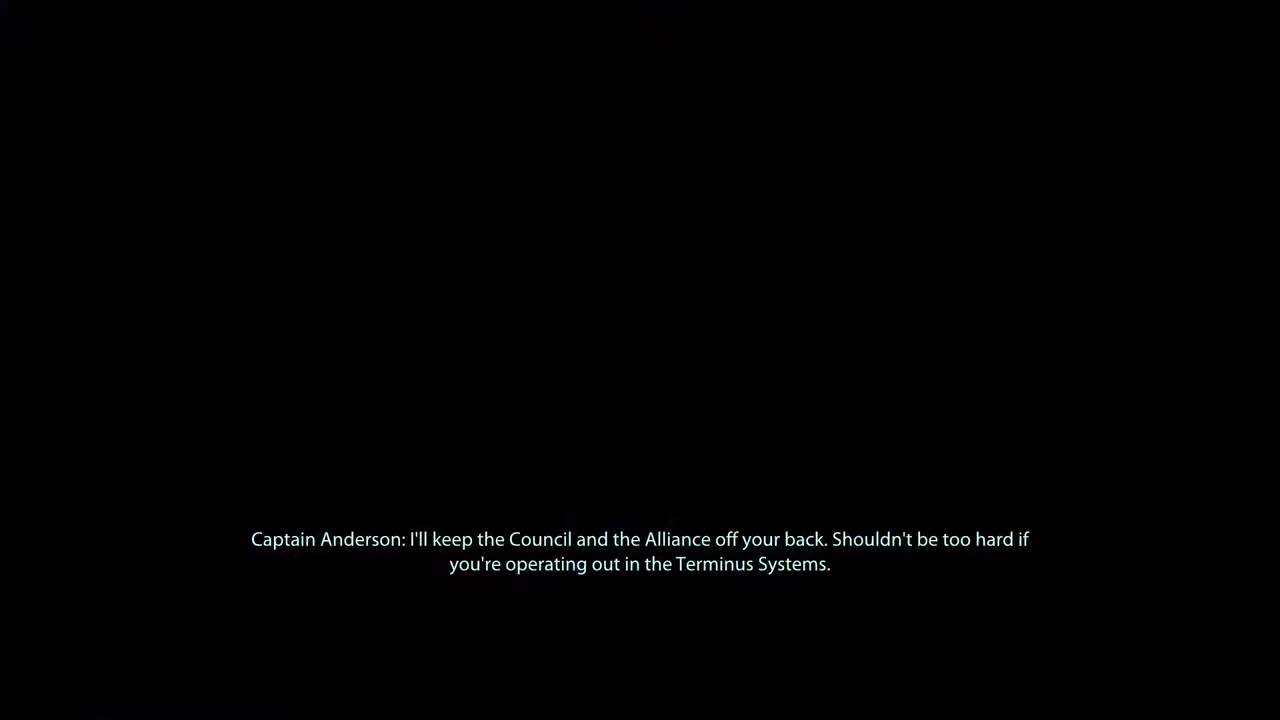 Captain Anderson: I'll keep the Council and the Alliance off your back. Shouldn't be too hard if
you're operating out in the Terminus Systems.